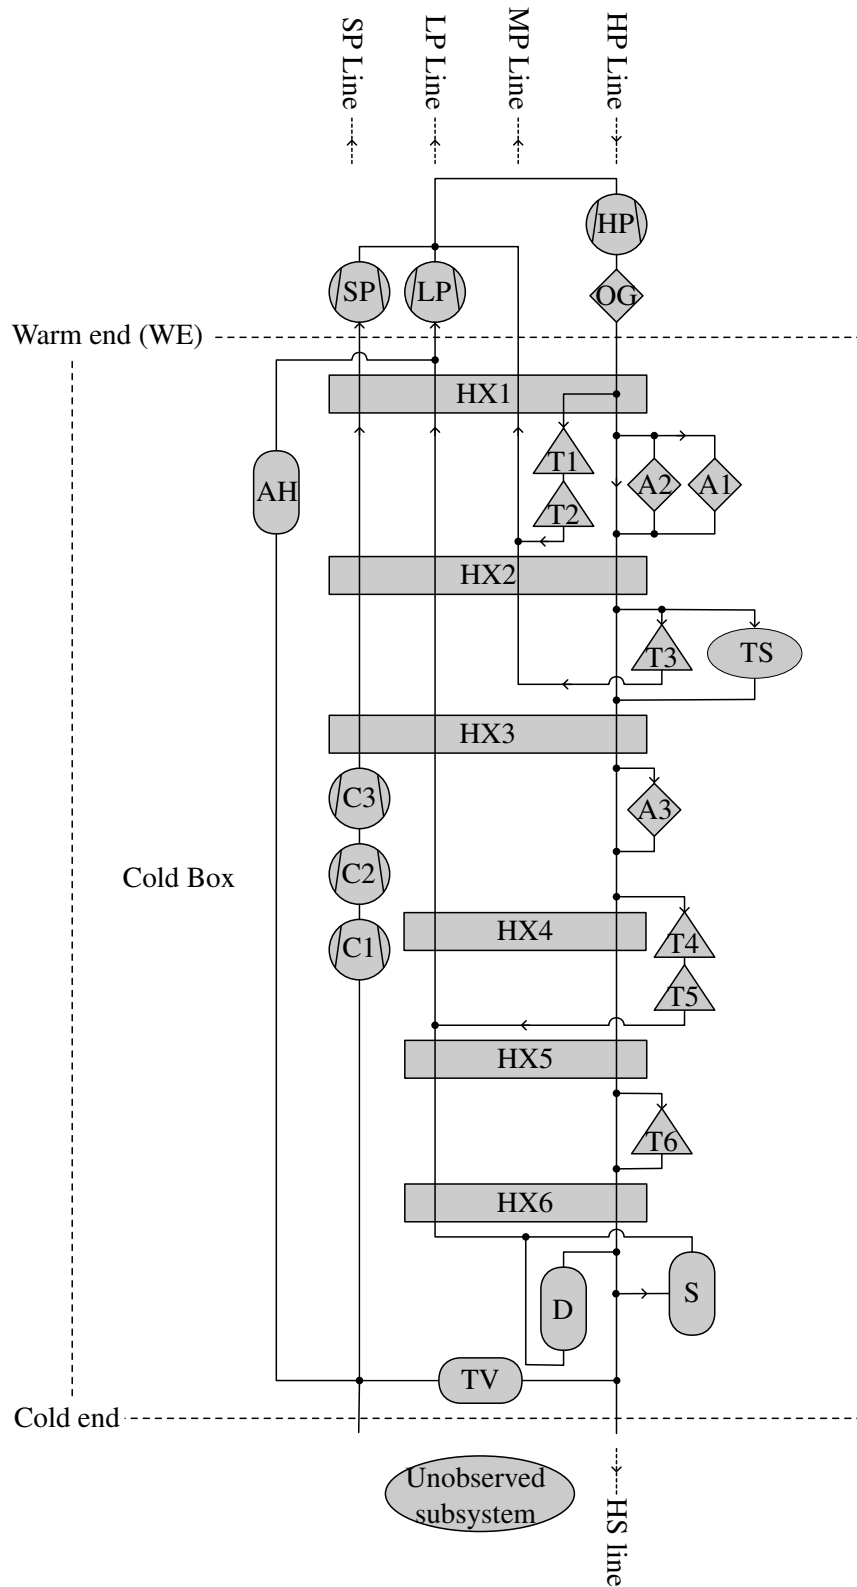 SP Line
LP Line
MP Line
HP Line
HP
SP
LP
OG
Warm end (WE)
HX1
T1
AH
A2
A1
T2
HX2
T3
TS
HX3
C3
A3
Cold Box
C2
HX4
C1
T4
T5
HX5
T6
HX6
D
S
TV
Cold end
Unobserved
subsystem
HS line